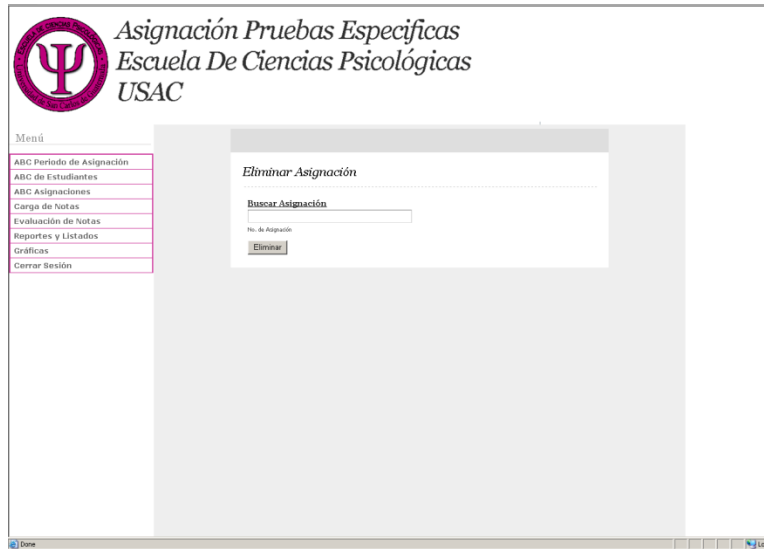 Asignación Pruebas Especificas
Escuela De Ciencias Psicológicas
USAC
Menú
ABC Periodo de Asignación
ABC de Estudiantes
ABC Asignaciones
Carga de Notas
Evaluación de Notas
Reportes y Listados
Gráficas
Cerrar Sesión
Eliminar Asignación
Buscar Asignación
No. de Asignación
Eliminar
Done